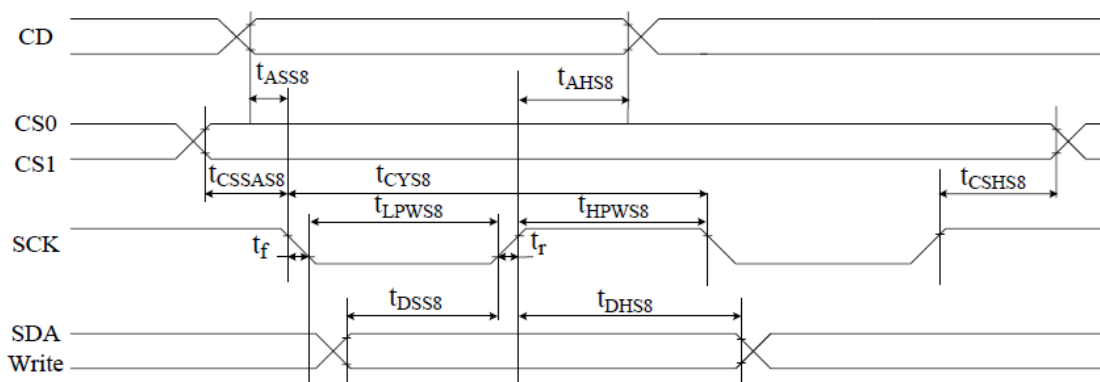 CD
tASS8
tAHS8
CS0
CS1
tCSSAS8
tCYS8
tCSHS8
tLPWS8
tHPWS8
SCK
tf
tr
tDSS8
tDHS8
SDA
Write